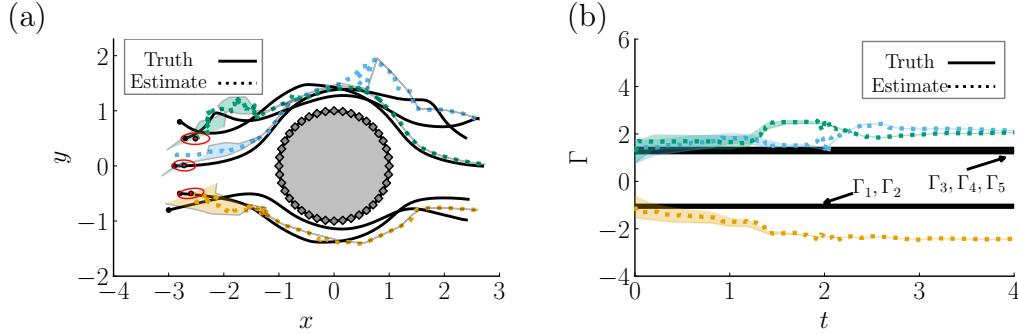 (a)
Truth
Estimate
2
1
0
−1
−2
y
−4
−3
−2
−1
0
1
2
3
x
(b)
Truth
Estimate
6
4
2
0
−2
−4
Γ
Γ₁, Γ₂
Γ₃, Γ₄, Γ₅
0
1
2
3
4
t